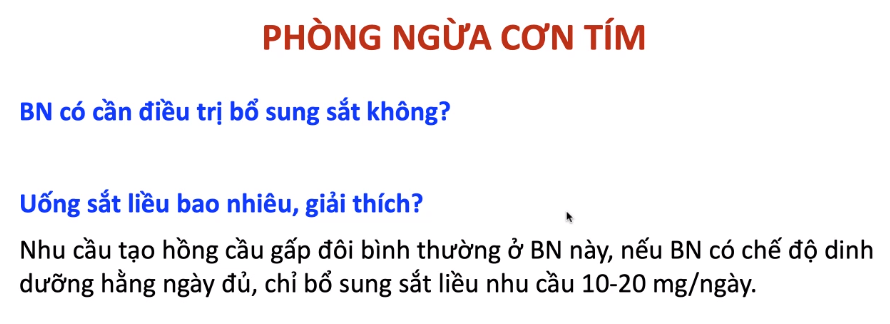 PHÒNG NGỪA CƠN TÍM
BN có cần điều trị bổ sung sắt không?
Uống sắt liều bao nhiêu, giải thích?
Nhu cầu tạo hồng cầu gấp đôi bình thường ở BN này, nếu BN có chế độ dinh
dưỡng hằng ngày đủ, chỉ bổ sung sắt liều nhu cầu 10-20 mg/ngày.